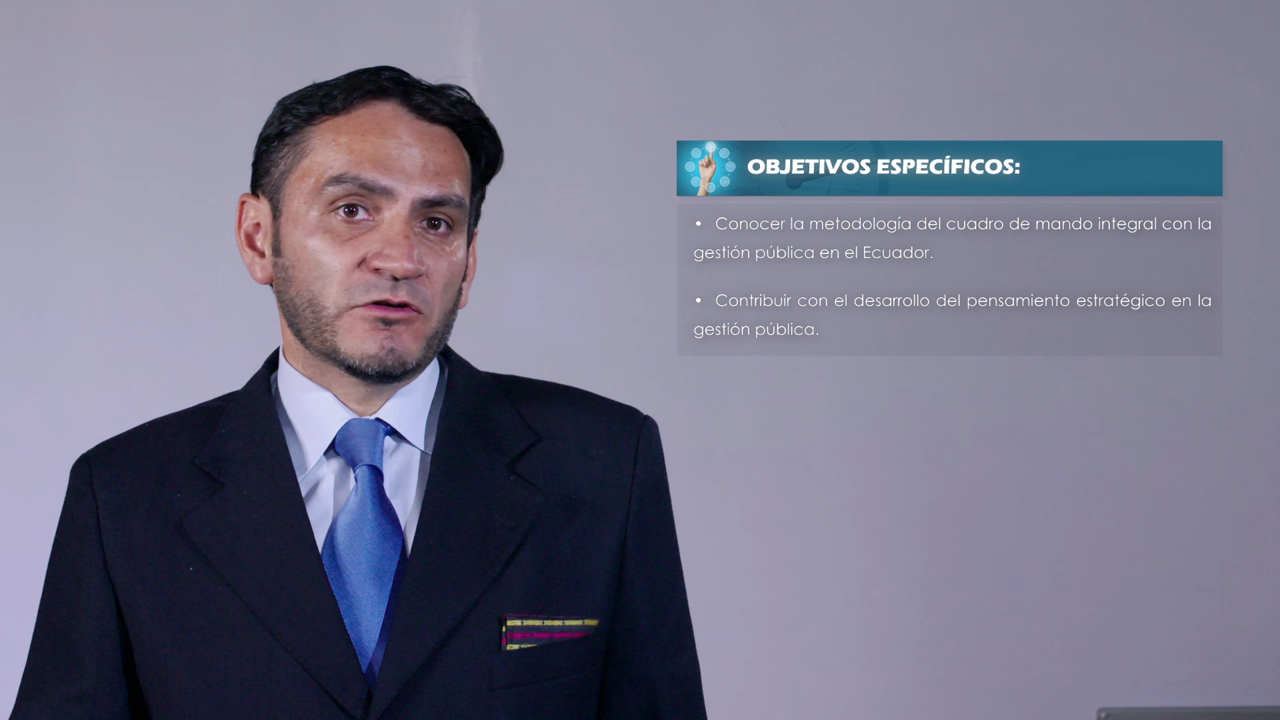 OBJETIVOS ESPECÍFICOS:
• Conocer la metodología del cuadro de mando integral con la
gestión pública en el Ecuador.
• Contribuir con el desarrollo del pensamiento estratégico en la
gestión pública.